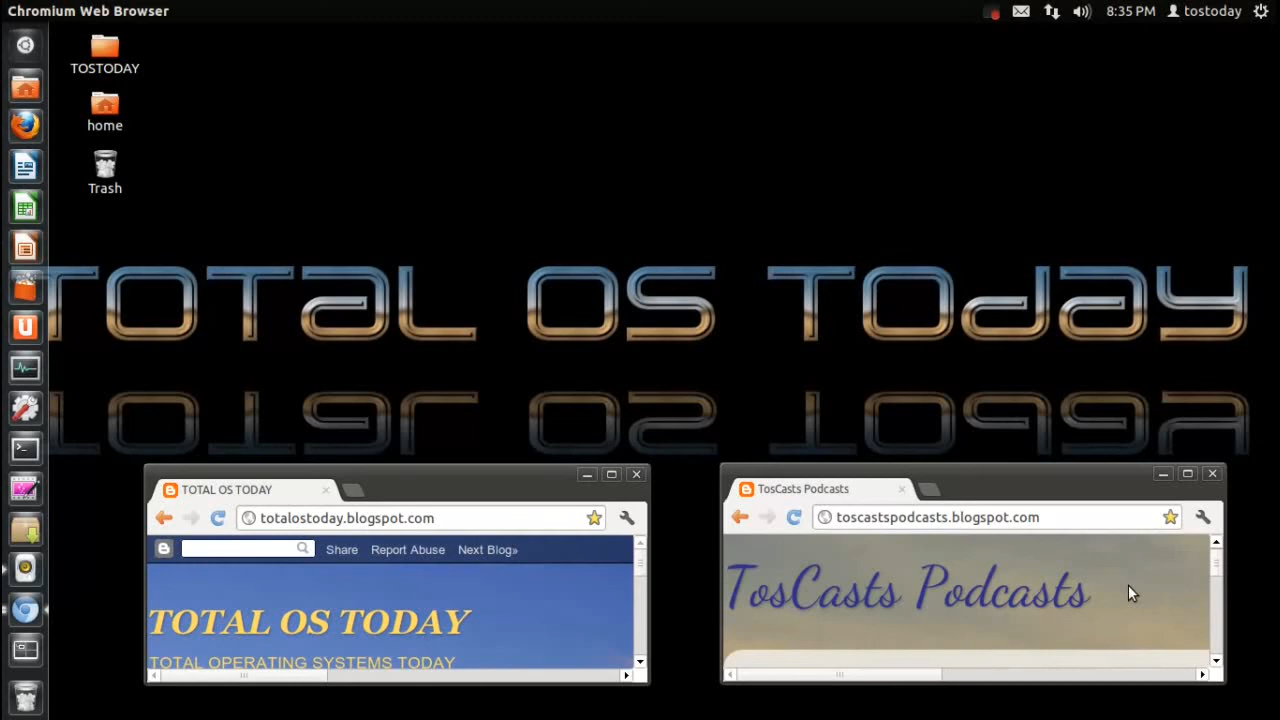 Chromium Web Browser
8:35 PM tostoday
TOSTODAY
home
Trash
TOTAL OS TODAY
TOTAL OS TODAY
totalostoday.blogspot.com
Share Report Abuse Next Blog»
TOTAL OS TODAY
TOTAL OPERATING SYSTEMS TODAY
TosCasts Podcasts
toscastspodcasts.blogspot.com
TosCasts Podcasts